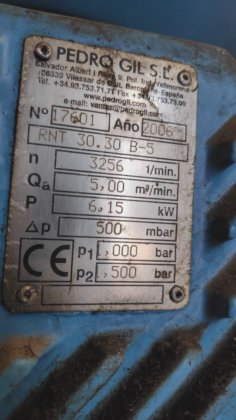 PEDRO GIL S.L.
Salvador Albert i Riera, 9. Pol. Ind. Vallmorena
08339 Vilassar de Dalt, Barcelona España
Tel. +34.93.753.71.71 Fax +34.93.753.73.00
www.pedrogil.com
e-mail: ventas@pedrogil.com
Nº 17601 Año 2006
RNT 30.30 B-5
n 3256 1/min.
Qa 5,00 m³/min.
P 6,15 kW
Δp 500 mbar
CE p1 1,000 bar
p2 1,500 bar